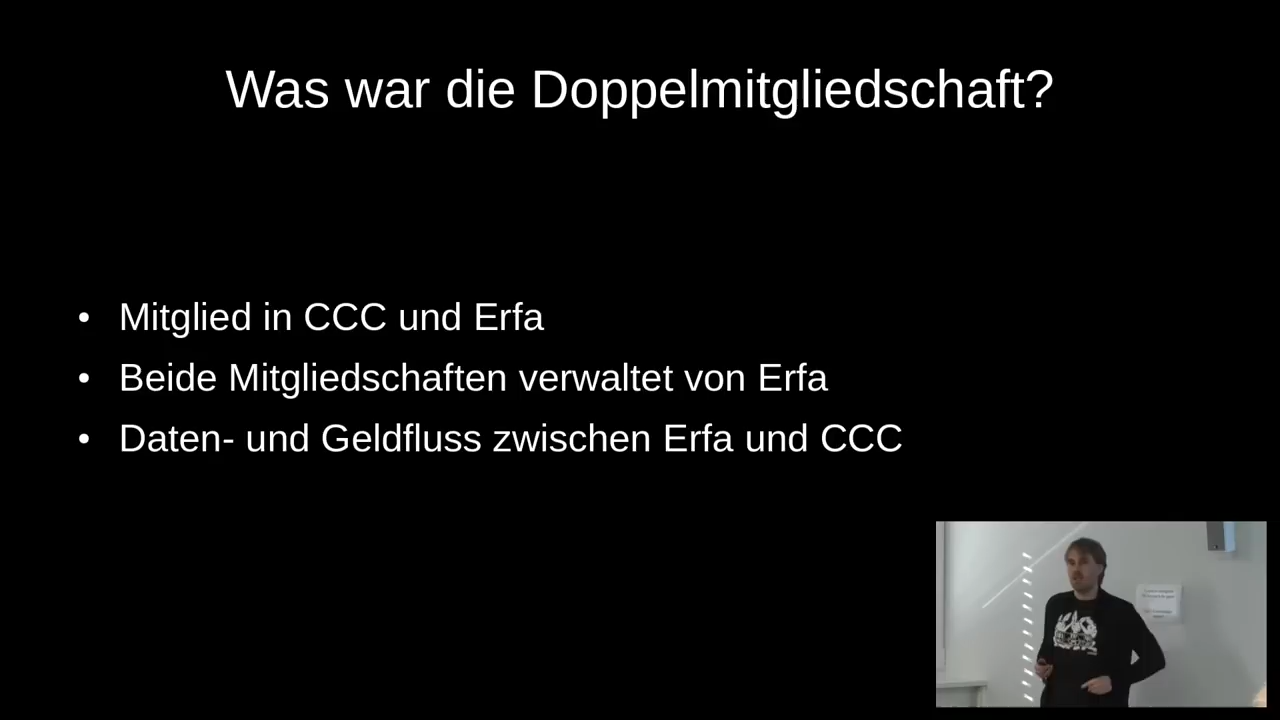 Was war die Doppelmitgliedschaft?
• Mitglied in CCC und Erfa
• Beide Mitgliedschaften verwaltet von Erfa
• Daten- und Geldfluss zwischen Erfa und CCC